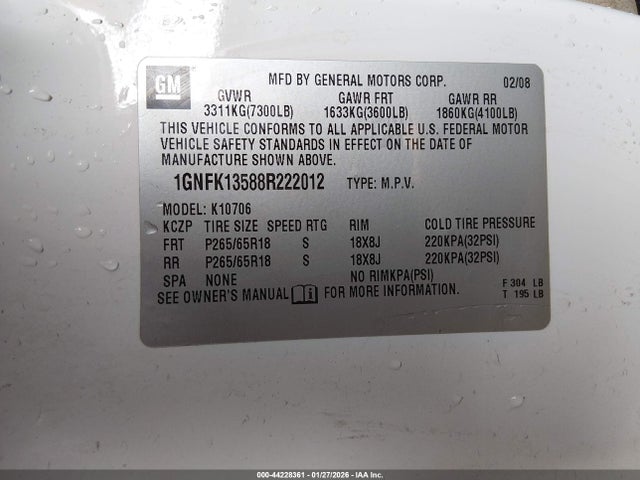 GM
MFD BY GENERAL MOTORS CORP. 02/08
GVWR GAWR FRT GAWR RR
3311KG(7300LB) 1633KG(3600LB) 1860KG(4100LB)
THIS VEHICLE CONFORMS TO ALL APPLICABLE U.S. FEDERAL MOTOR
VEHICLE SAFETY STANDARDS IN EFFECT ON THE DATE OF
MANUFACTURE SHOWN ABOVE.
1GNFK13588R222012 TYPE: M.P.V.
MODEL: K10706
KCZP TIRE SIZE SPEED RTG RIM COLD TIRE PRESSURE
FRT P265/65R18 S 18X8J 220KPA(32PSI)
RR P265/65R18 S 18X8J 220KPA(32PSI)
SPA NONE NO RIMKPA(PSI)
SEE OWNER'S MANUAL i FOR MORE INFORMATION.
F 304 LB
T 195 LB
000-44228361 - 01/27/2026 - IAA Inc.